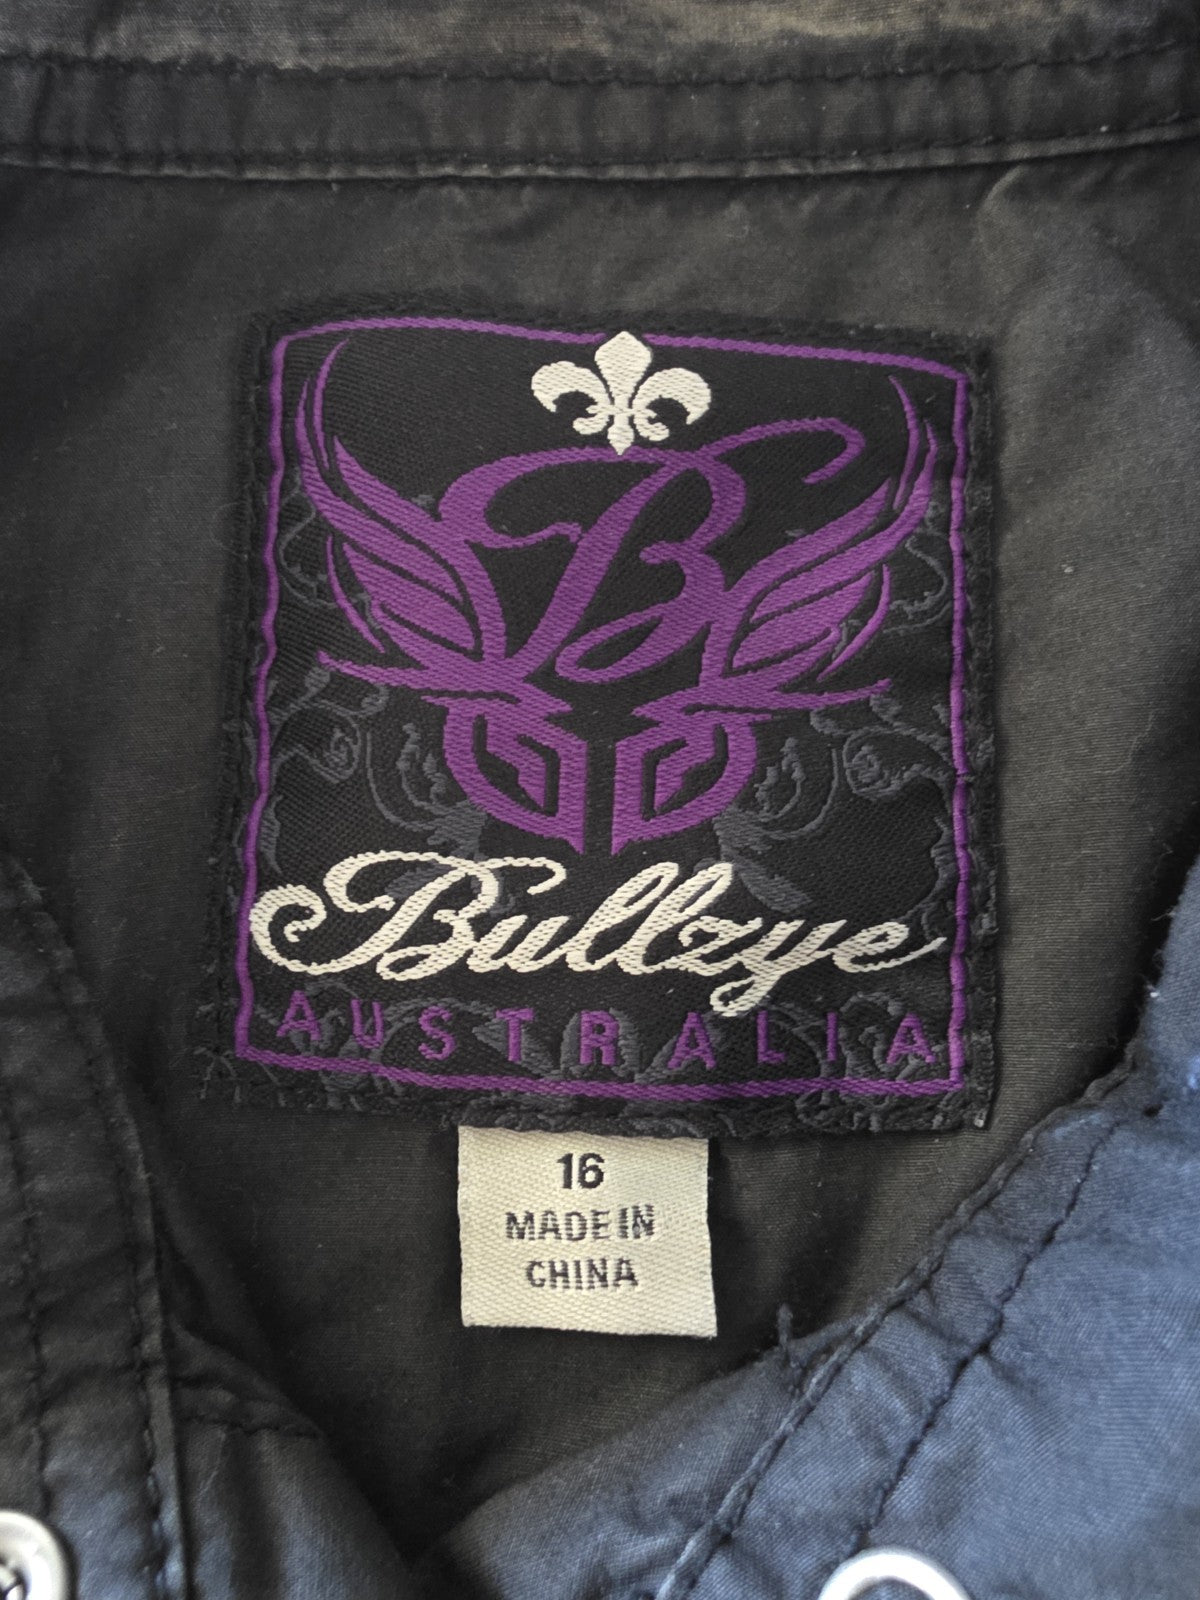 B
Bullzye
AUSTRALIA
16
MADE IN
CHINA